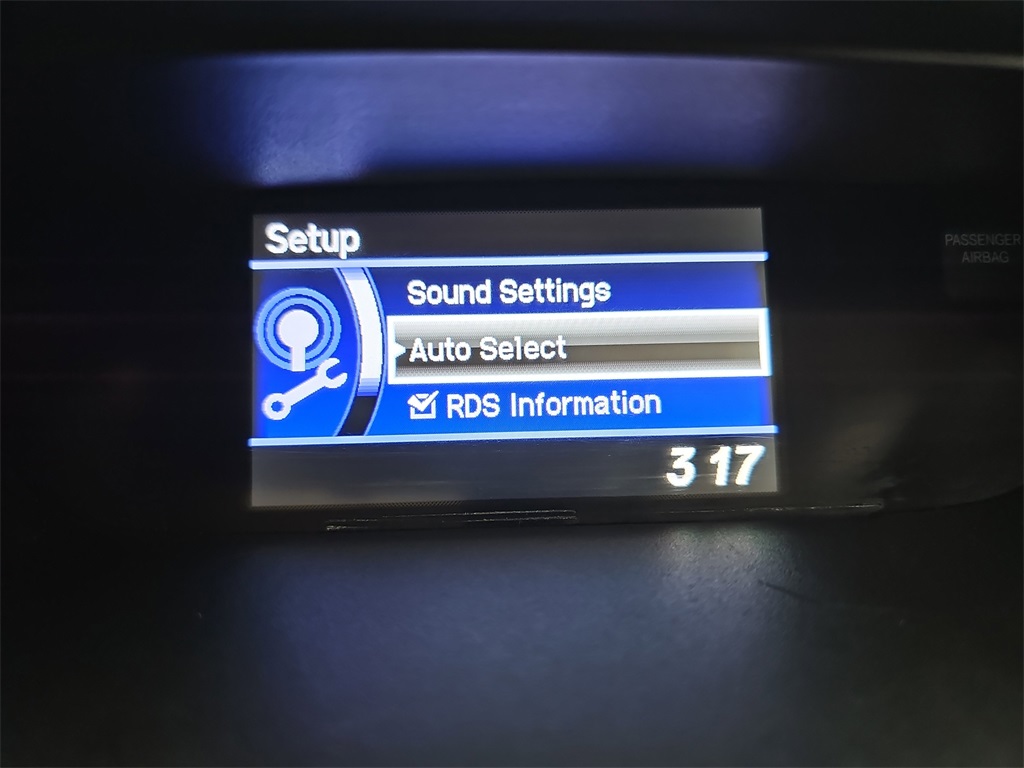 Setup
Sound Settings
Auto Select
RDS Information
3 17
PASSENGER
AIRBAG